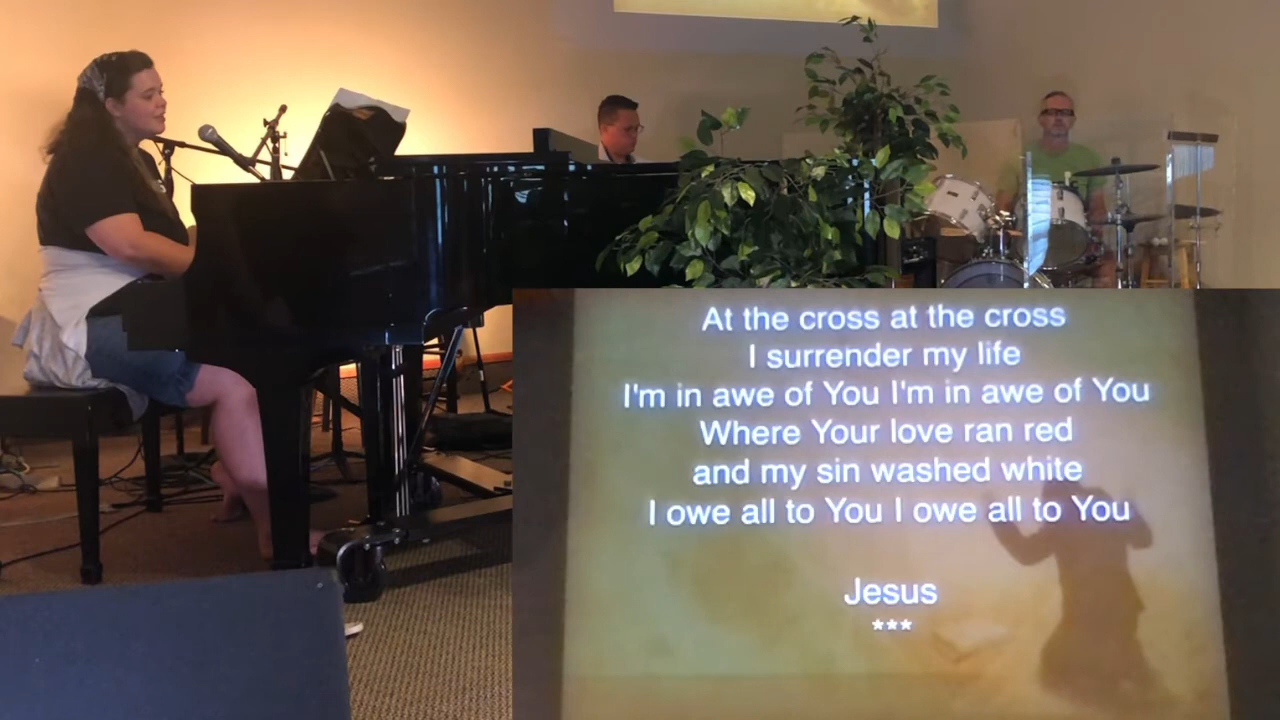 At the cross at the cross
I surrender my life
I'm in awe of You I'm in awe of You
Where Your love ran red
and my sin washed white
I owe all to You I owe all to You
Jesus
***